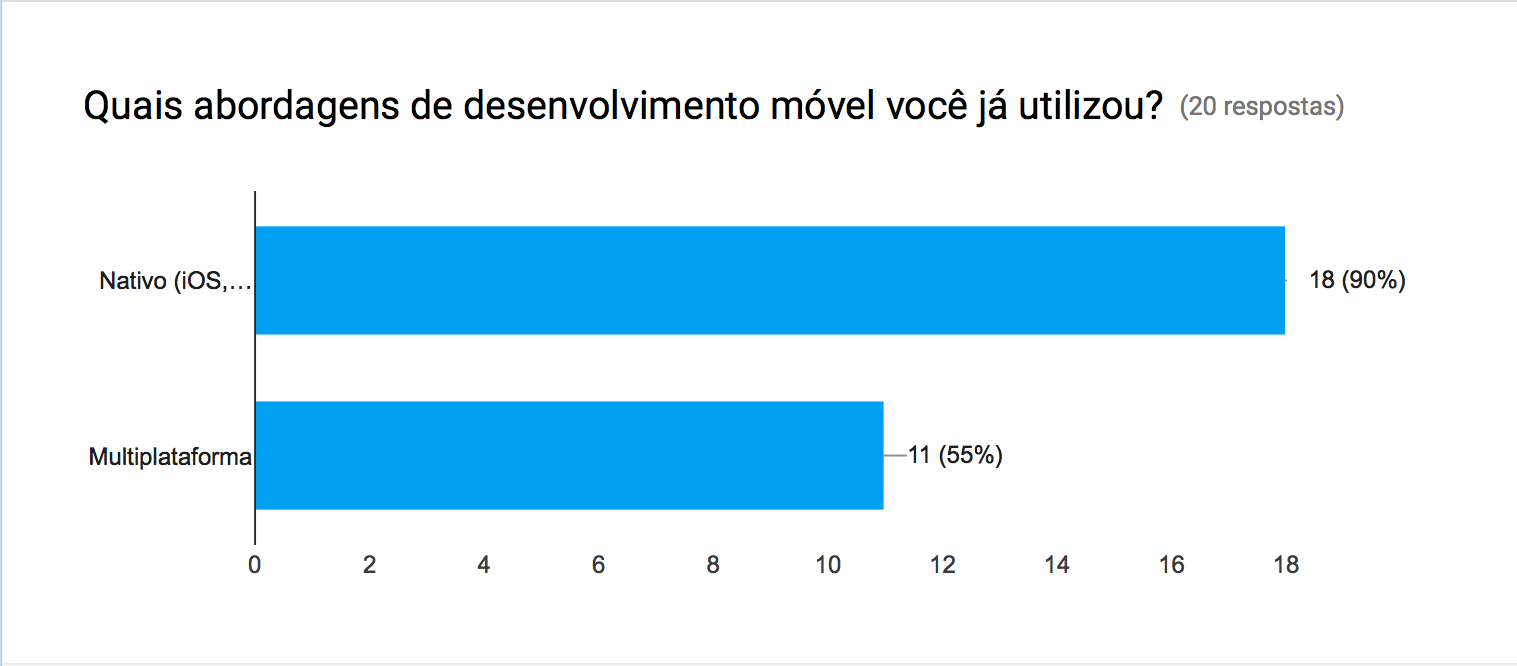 Quais abordagens de desenvolvimento móvel você já utilizou? (20 respostas)
Nativo (iOS,… 18 (90%)
Multiplataforma 11 (55%)
0 2 4 6 8 10 12 14 16 18